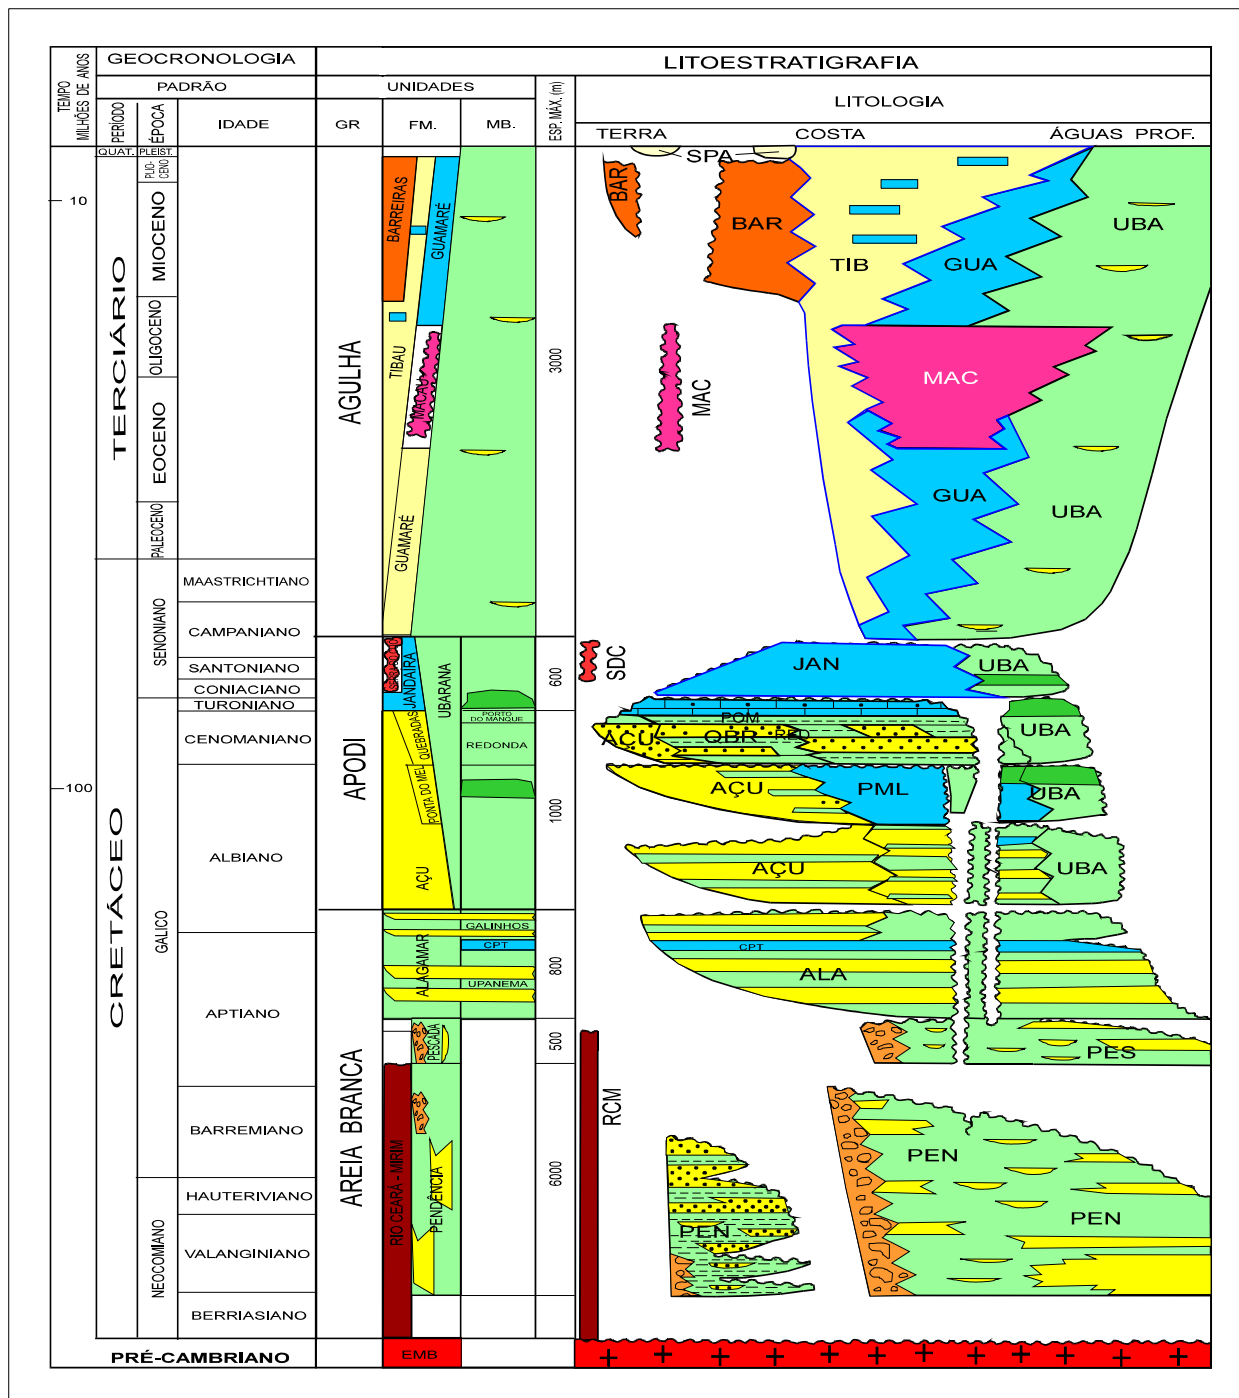 GEOCRONOLOGIA
LITOESTRATIGRAFIA
TEMPO
MILHÕES DE ANOS
PADRÃO
UNIDADES
ESP. MÁX. (m)
LITOLOGIA
PERÍODO
ÉPOCA
IDADE
GR
FM.
MB.
TERRA
COSTA
ÁGUAS PROF.
QUAT.
PLEIST.
SPA
PLIO-
CENO
10
BARREIRAS
GUAMARÉ
BAR
BAR
UBA
TERCIÁRIO
MIOCENO
TIB
GUA
OLIGOCENO
AGULHA
TIBAU
MACAU
3000
MAC
MAC
EOCENO
GUA
UBA
PALEOCENO
GUAMARÉ
MAASTRICHTIANO
SENONIANO
CAMPANIANO
SANTONIANO
CONIACIANO
JANDAIRA
UBARANA
600
SDC
JAN
UBA
TURONIANO
PORTO
DO MANQUE
POM
CENOMANIANO
QUEBRADAS
REDONDA
AÇU
QBR
RED
UBA
100
APODI
PONTA DO MEL
1000
AÇU
PML
UBA
CRETÁCEO
GÁLICO
ALBIANO
AÇU
AÇU
UBA
ALAGAMAR
GALINHOS
CPT
800
CPT
ALA
UPANEMA
APTIANO
PESCADA
500
PES
AREIA BRANCA
RCM
BARREMIANO
RIO CEARÁ - MIRIM
PENDÊNCIA
6000
PEN
NEOCOMIANO
HAUTERIVIANO
PEN
PEN
VALANGINIANO
BERRIASIANO
PRÉ-CAMBRIANO
EMB